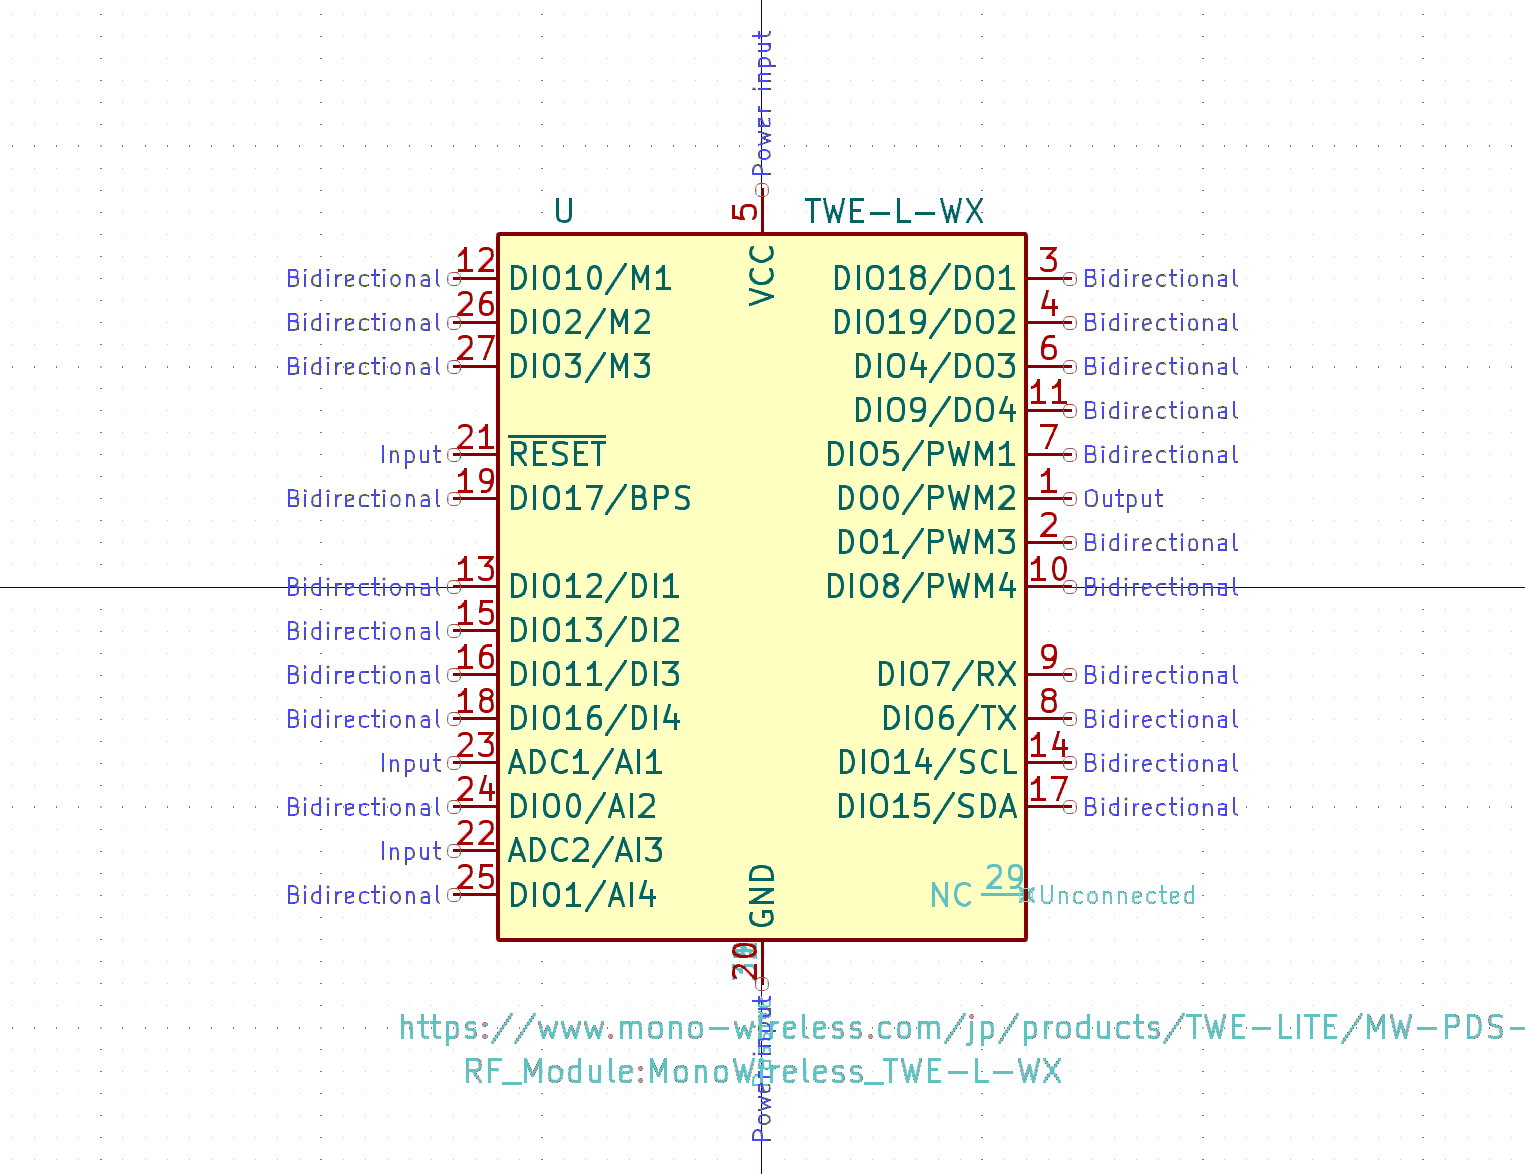 Power input
5
U TWE-L-WX
VCC
Bidirectional 12 DIO10/M1 DIO18/DO1 3 Bidirectional
Bidirectional 26 DIO2/M2 DIO19/DO2 4 Bidirectional
Bidirectional 27 DIO3/M3 DIO4/DO3 6 Bidirectional
DIO9/DO4 11 Bidirectional
Input 21 RESET DIO5/PWM1 7 Bidirectional
Bidirectional 19 DIO17/BPS DO0/PWM2 1 Output
DO1/PWM3 2 Bidirectional
Bidirectional 13 DIO12/DI1 DIO8/PWM4 10 Bidirectional
Bidirectional 15 DIO13/DI2
Bidirectional 16 DIO11/DI3 DIO7/RX 9 Bidirectional
Bidirectional 18 DIO16/DI4 DIO6/TX 8 Bidirectional
Input 23 ADC1/AI1 DIO14/SCL 14 Bidirectional
Bidirectional 24 DIO0/AI2 DIO15/SDA 17 Bidirectional
Input 22 ADC2/AI3
Bidirectional 25 DIO1/AI4 NC 29 Unconnected
GND
20
Power input
https://www.mono-wireless.com/jp/products/TWE-LITE/MW-PDS-
RF_Module:MonoWireless_TWE-L-WX